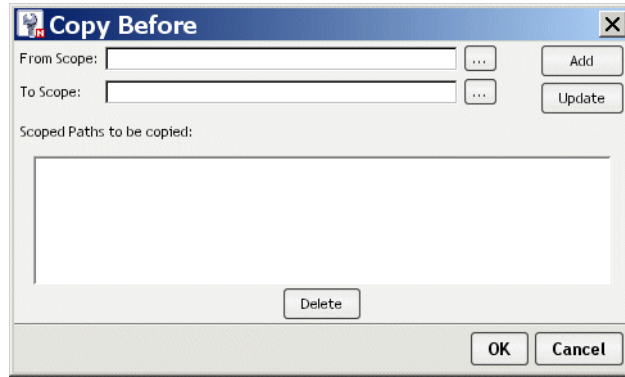 Copy Before
From Scope: ... Add
To Scope: ... Update
Scoped Paths to be copied:
Delete
OK Cancel